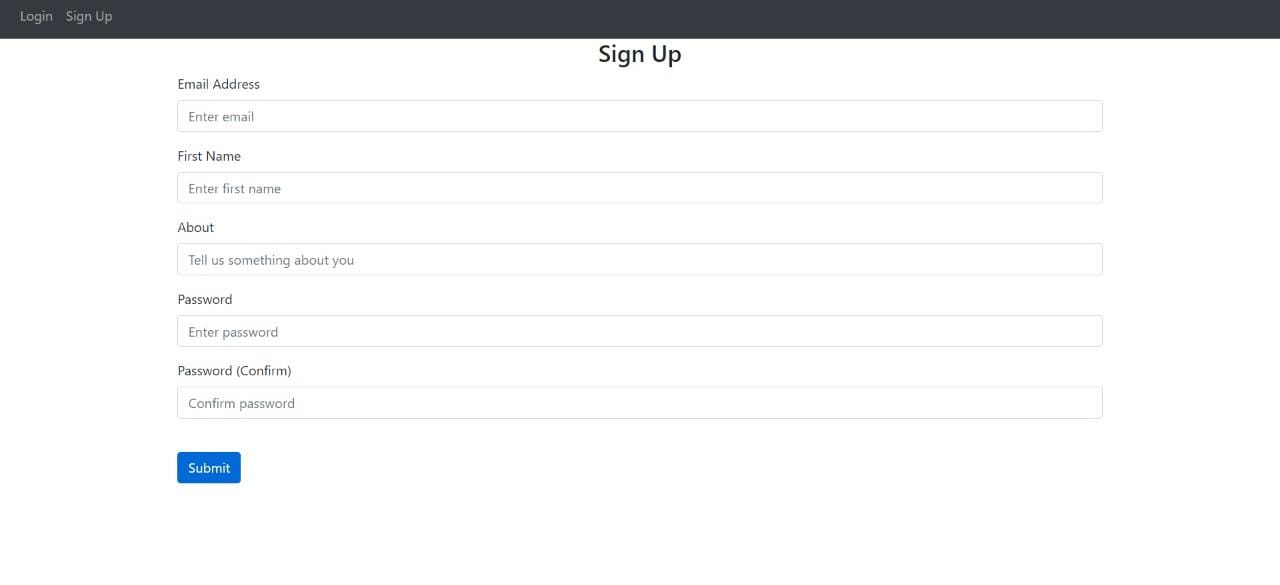 Login Sign Up
Sign Up
Email Address
Enter email
First Name
Enter first name
About
Tell us something about you
Password
Enter password
Password (Confirm)
Confirm password
Submit